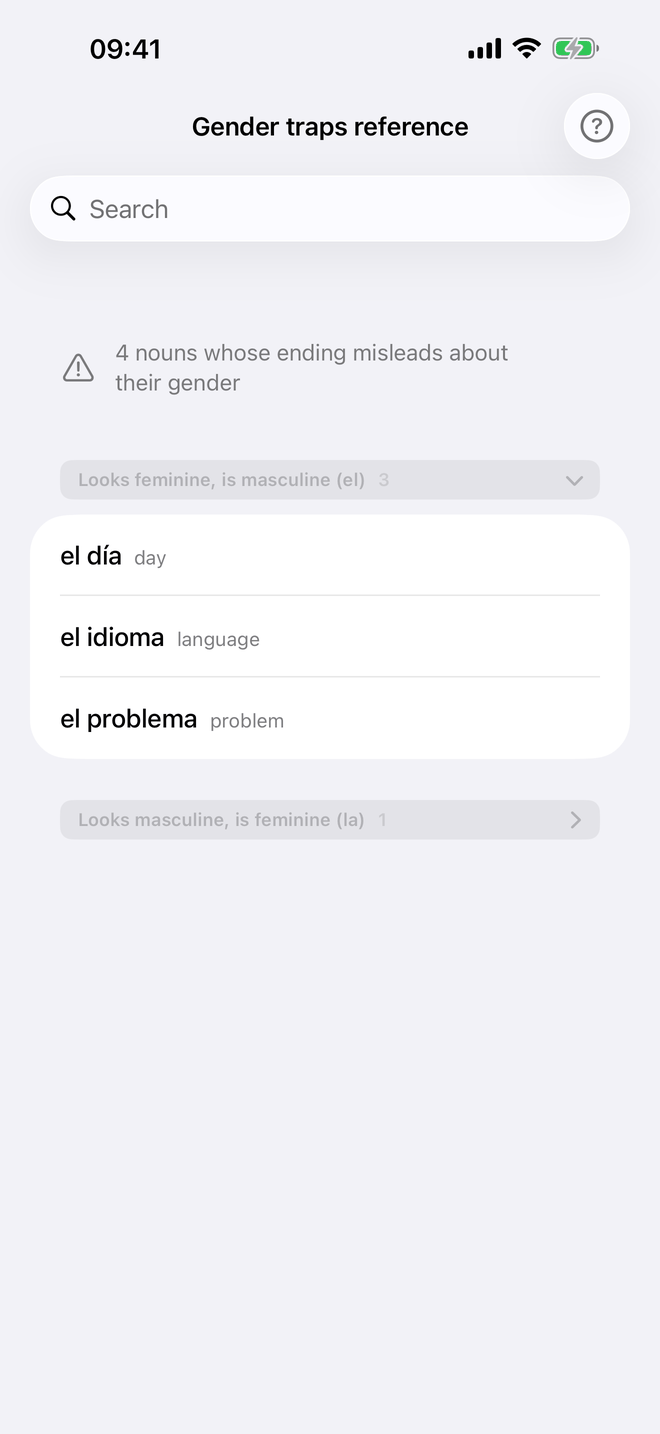 09:41
Gender traps reference
Search
4 nouns whose ending misleads about
their gender
Looks feminine, is masculine (el) 3
el día day
el idioma language
el problema problem
Looks masculine, is feminine (la) 1